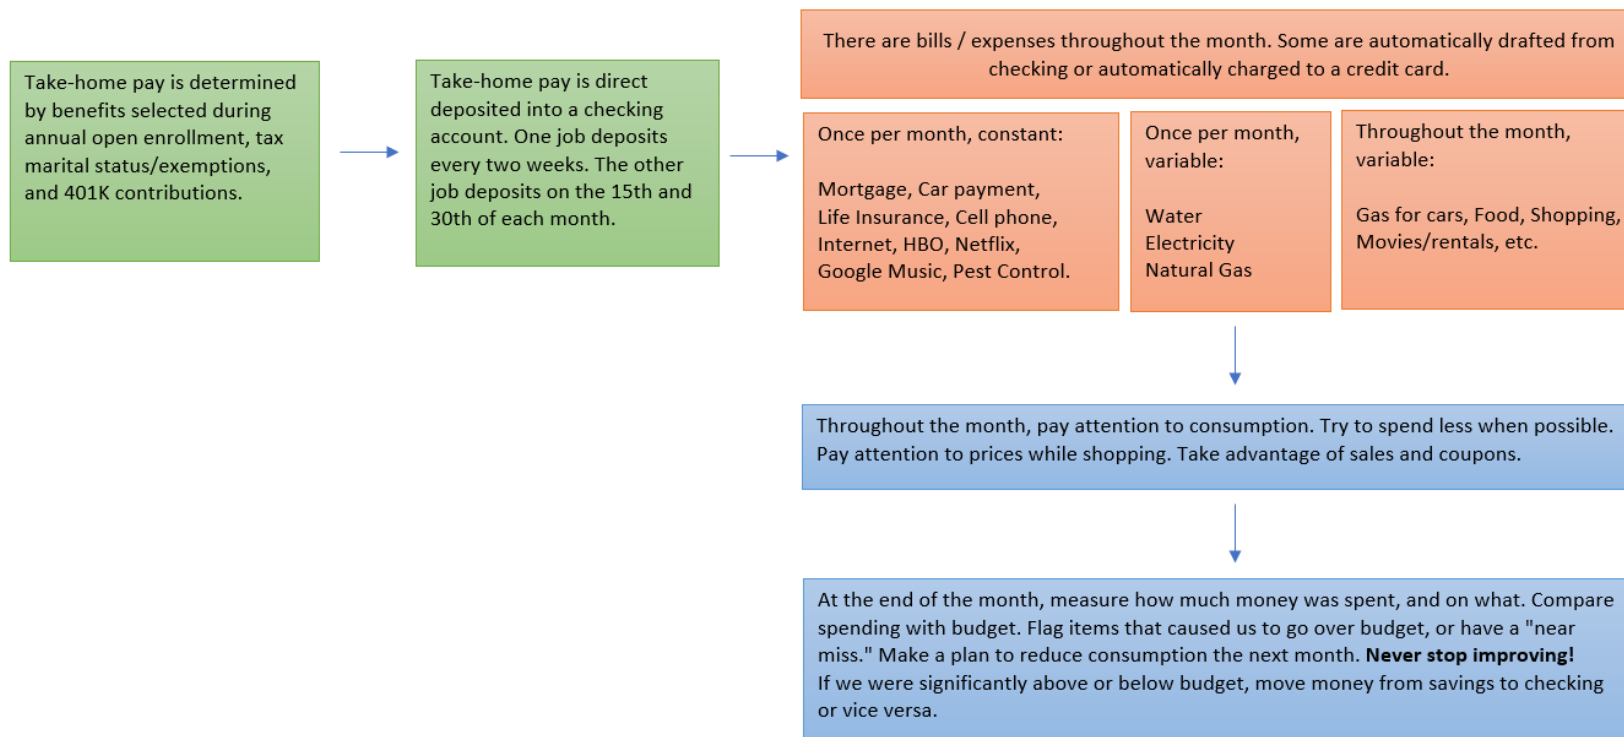 Take-home pay is determined
by benefits selected during
annual open enrollment, tax
marital status/exemptions,
and 401K contributions.
Take-home pay is direct
deposited into a checking
account. One job deposits
every two weeks. The other
job deposits on the 15th and
30th of each month.
There are bills / expenses throughout the month. Some are automatically drafted from
checking or automatically charged to a credit card.
Once per month, constant:
Mortgage, Car payment,
Life Insurance, Cell phone,
Internet, HBO, Netflix,
Google Music, Pest Control.
Once per month,
variable:
Water
Electricity
Natural Gas
Throughout the month,
variable:
Gas for cars, Food, Shopping,
Movies/rentals, etc.
Throughout the month, pay attention to consumption. Try to spend less when possible.
Pay attention to prices while shopping. Take advantage of sales and coupons.
At the end of the month, measure how much money was spent, and on what. Compare
spending with budget. Flag items that caused us to go over budget, or have a "near
miss." Make a plan to reduce consumption the next month. Never stop improving!
If we were significantly above or below budget, move money from savings to checking
or vice versa.